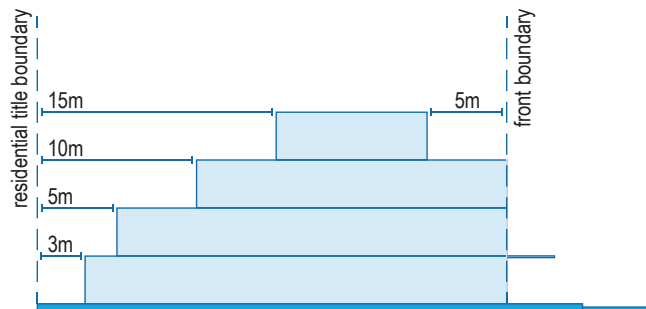 residential title boundary
front boundary
15m
5m
10m
5m
3m